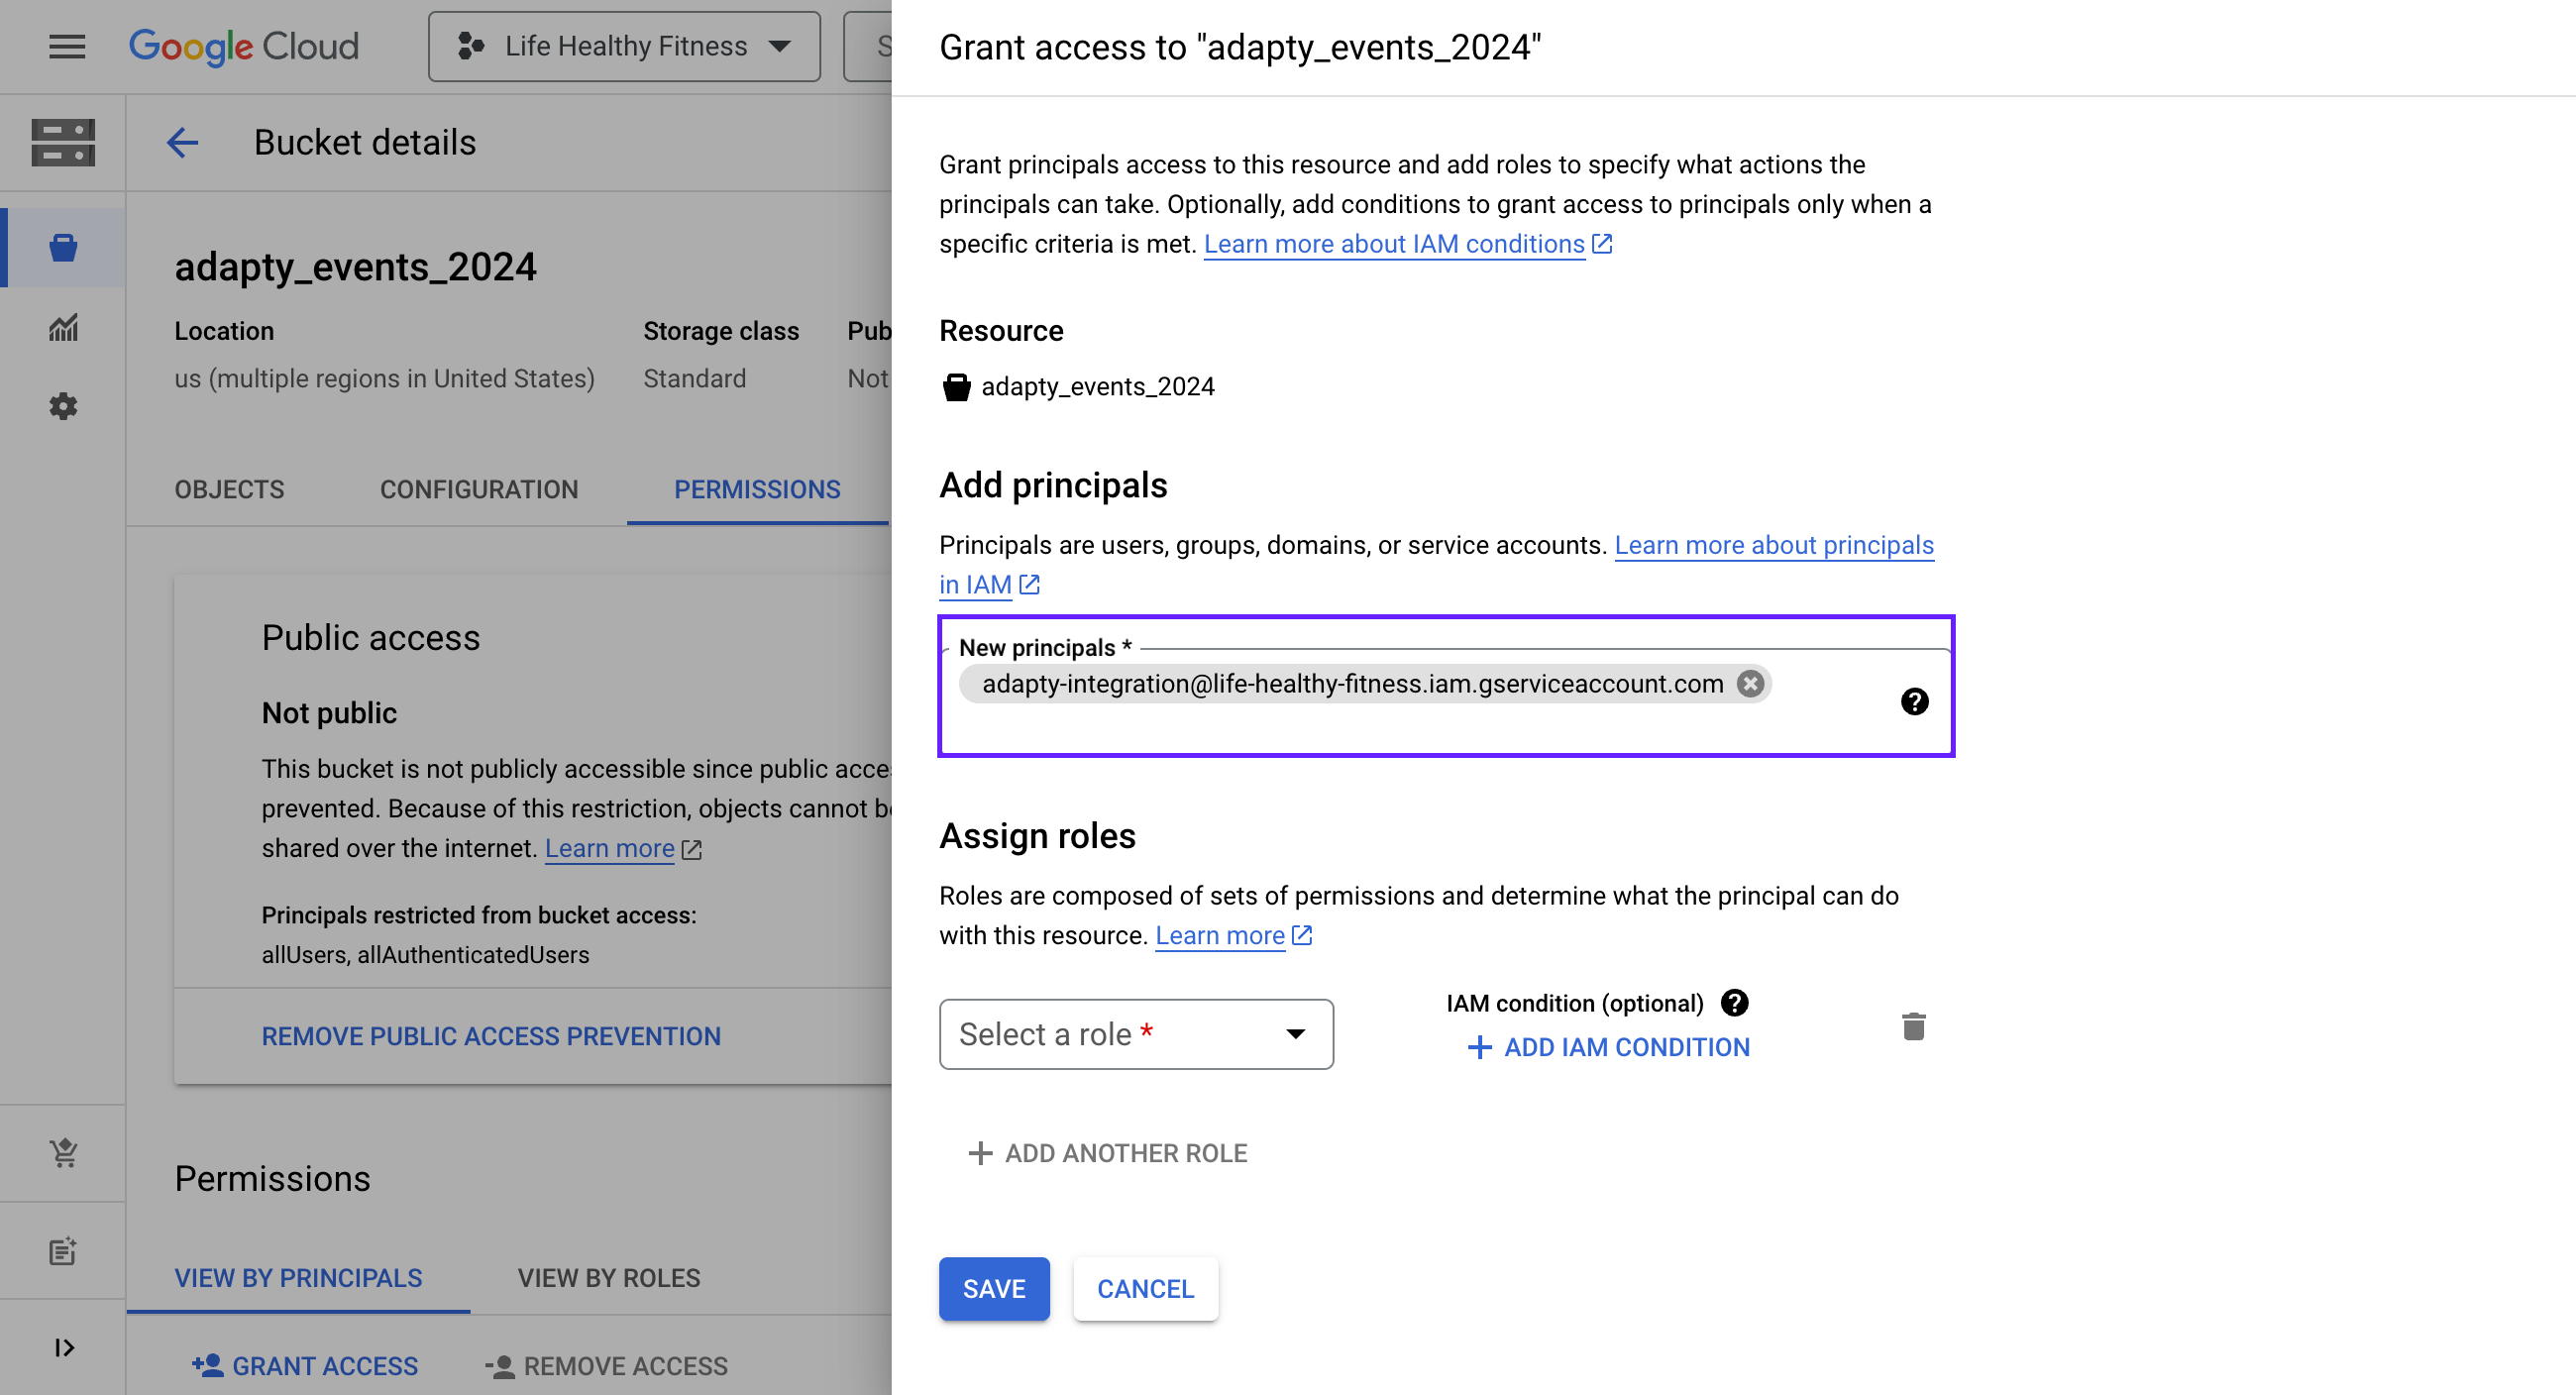 Google Cloud
Life Healthy Fitness
S
Bucket details
adapty_events_2024
Location
Storage class
Pub
us (multiple regions in United States)
Standard
Not
OBJECTS
CONFIGURATION
PERMISSIONS
Public access
Not public
This bucket is not publicly accessible since public acce
prevented. Because of this restriction, objects cannot b
shared over the internet. Learn more
Principals restricted from bucket access:
allUsers, allAuthenticatedUsers
REMOVE PUBLIC ACCESS PREVENTION
Permissions
VIEW BY PRINCIPALS
VIEW BY ROLES
GRANT ACCESS
REMOVE ACCESS
Grant access to "adapty_events_2024"
Grant principals access to this resource and add roles to specify what actions the
principals can take. Optionally, add conditions to grant access to principals only when a
specific criteria is met. Learn more about IAM conditions
Resource
adapty_events_2024
Add principals
Principals are users, groups, domains, or service accounts. Learn more about principals
in IAM
New principals *
adapty-integration@life-healthy-fitness.iam.gserviceaccount.com
Assign roles
Roles are composed of sets of permissions and determine what the principal can do
with this resource. Learn more
Select a role *
IAM condition (optional)
+ ADD IAM CONDITION
+ ADD ANOTHER ROLE
SAVE
CANCEL